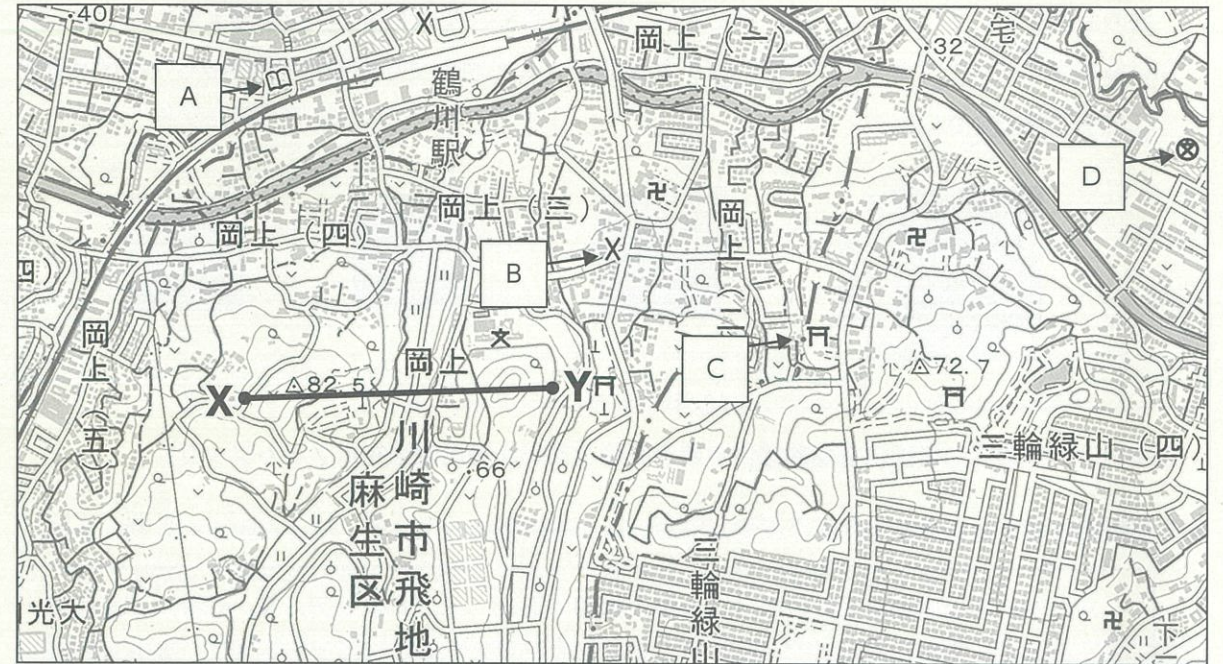 40
A
鶴川駅
岡上（一）
32
宅
D
岡上（三）
岡上（四）
B
岡上二
四）
C
岡上（五）
岡上
82.5
X
Y
72.7
三輪緑山（四）
66
川崎市飛地
麻生区
三輪緑山
光大
下